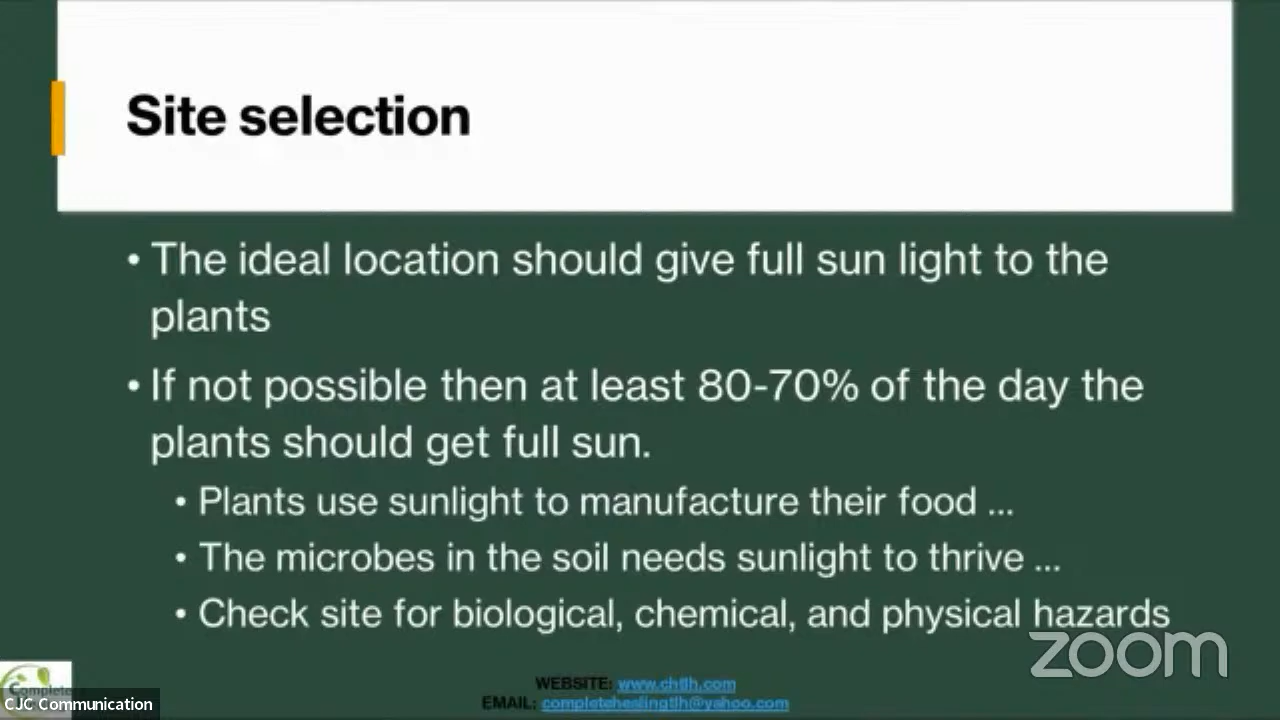 Site selection
• The ideal location should give full sun light to the
plants
• If not possible then at least 80-70% of the day the
plants should get full sun.
• Plants use sunlight to manufacture their food ...
• The microbes in the soil needs sunlight to thrive ...
• Check site for biological, chemical, and physical hazards
zoom
Complete
WEBSITE: www.chtlh.com
CJC Communication
EMAIL: completehealingtlh@yahoo.com